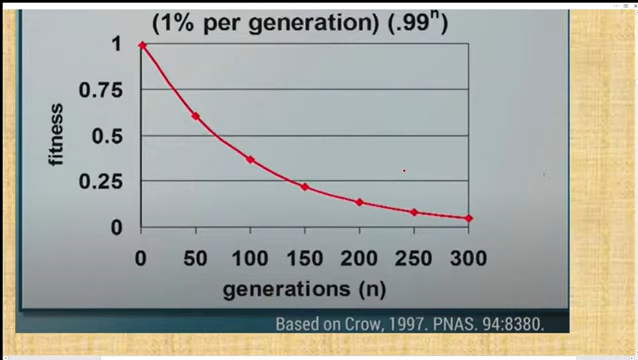 (1% per generation) (.99ⁿ)
1
0.75
0.5
0.25
0
fitness
0 50 100 150 200 250 300
generations (n)
Based on Crow, 1997. PNAS. 94:8380.